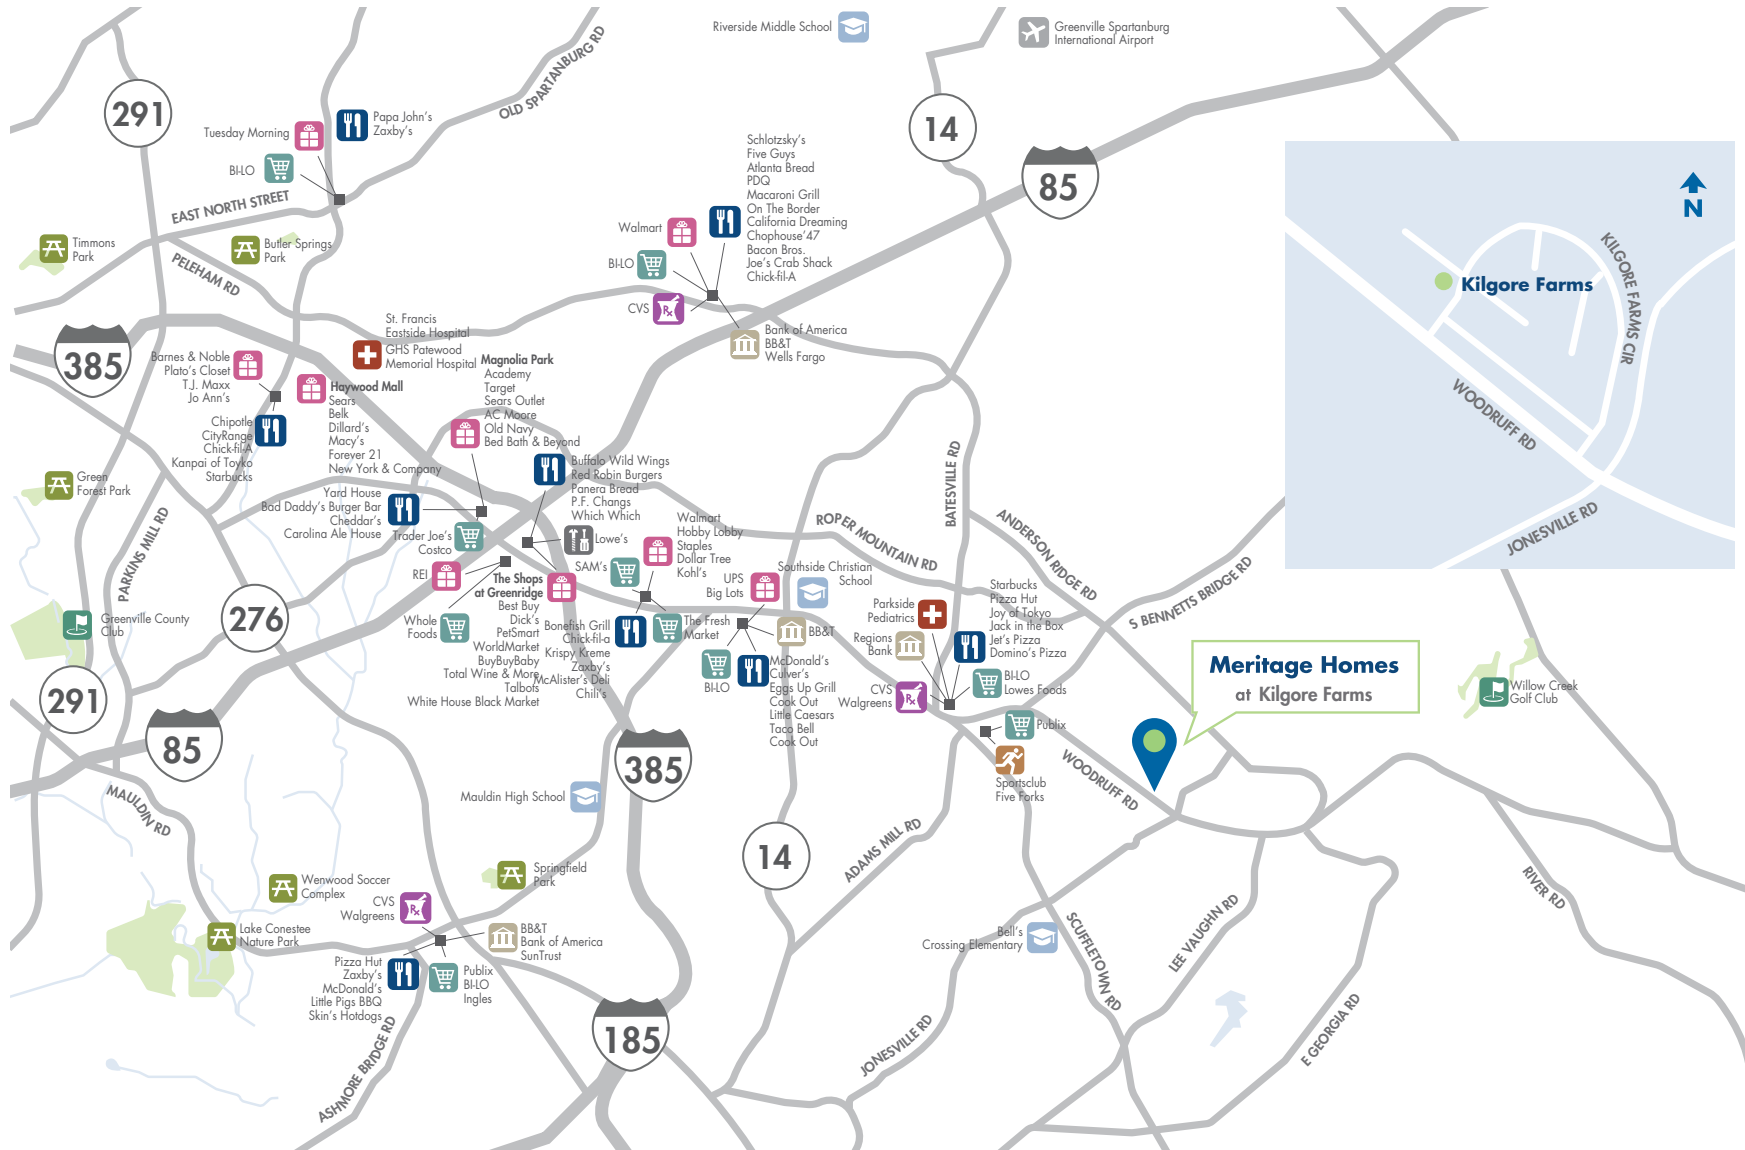 Riverside Middle School
Greenville Spartanburg
International Airport
OLD SPARTANBURG RD
291
14
85
Papa John's
Zaxby's
Tuesday Morning
BI-LO
EAST NORTH STREET
Timmons
Park
Butler Springs
Park
PELEHAM RD
Schlotzsky's
Five Guys
Atlanta Bread
PDQ
Macaroni Grill
On The Border
California Dreaming
Chophouse'47
Bacon Bros.
Joe's Crab Shack
Chick-fil-A
Walmart
BI-LO
CVS
Rx
Bank of America
BB&T
Wells Fargo
N
Kilgore Farms
KILGORE FARMS CIR
WOODRUFF RD
JONESVILLE RD
385
St. Francis
Eastside Hospital
GHS Patewood
Memorial Hospital
Barnes & Noble
Plato's Closet
T.J. Maxx
Jo Ann's
Haywood Mall
Sears
Belk
Dillard's
Macy's
Forever 21
New York & Company
Chipotle
CityRange
Chick-fil-A
Kanpai of Toyko
Starbucks
Magnolia Park
Academy
Target
Sears Outlet
AC Moore
Old Navy
Bed Bath & Beyond
Buffalo Wild Wings
Red Robin Burgers
Panera Bread
P.F. Changs
Which Which
Yard House
Bad Daddy's Burger Bar
Cheddar's
Carolina Ale House
Trader Joe's
Costco
Lowe's
Green
Forest Park
PARKINS MILL RD
BATESVILLE RD
ROPER MOUNTAIN RD
ANDERSON RIDGE RD
S BENNETTS BRIDGE RD
REI
The Shops
at Greenridge
Best Buy
Dick's
PetSmart
WorldMarket
BuyBuyBaby
Total Wine & More
Talbots
White House Black Market
Whole
Foods
SAM's
Walmart
Hobby Lobby
Staples
Dollar Tree
Kohl's
Bonefish Grill
Chick-fil-a
Krispy Kreme
Zaxby's
McAlister's Deli
Chili's
The Fresh
Market
UPS
Big Lots
Southside Christian
School
BB&T
BI-LO
McDonald's
Culver's
Eggs Up Grill
Cook Out
Little Caesars
Taco Bell
Cook Out
Parkside
Pediatrics
Regions
Bank
CVS
Walgreens
Rx
Starbucks
Pizza Hut
Joy of Tokyo
Jack in the Box
Jet's Pizza
Domino's Pizza
BI-LO
Lowes Foods
Publix
Sportsclub
Five Forks
Greenville County
Club
276
291
85
385
Meritage Homes
at Kilgore Farms
Willow Creek
Golf Club
WOODRUFF RD
MAULDIN RD
Mauldin High School
14
ADAMS MILL RD
Springfield
Park
Wenwood Soccer
Complex
CVS
Walgreens
Rx
Lake Conestee
Nature Park
BB&T
Bank of America
SunTrust
Pizza Hut
Zaxby's
McDonald's
Little Pigs BBQ
Skin's Hotdogs
Publix
BI-LO
Ingles
Bell's
Crossing Elementary
SCUFFLETOWN RD
LEE VAUGHN RD
RIVER RD
E GEORGIA RD
JONESVILLE RD
185
ASHMORE BRIDGE RD